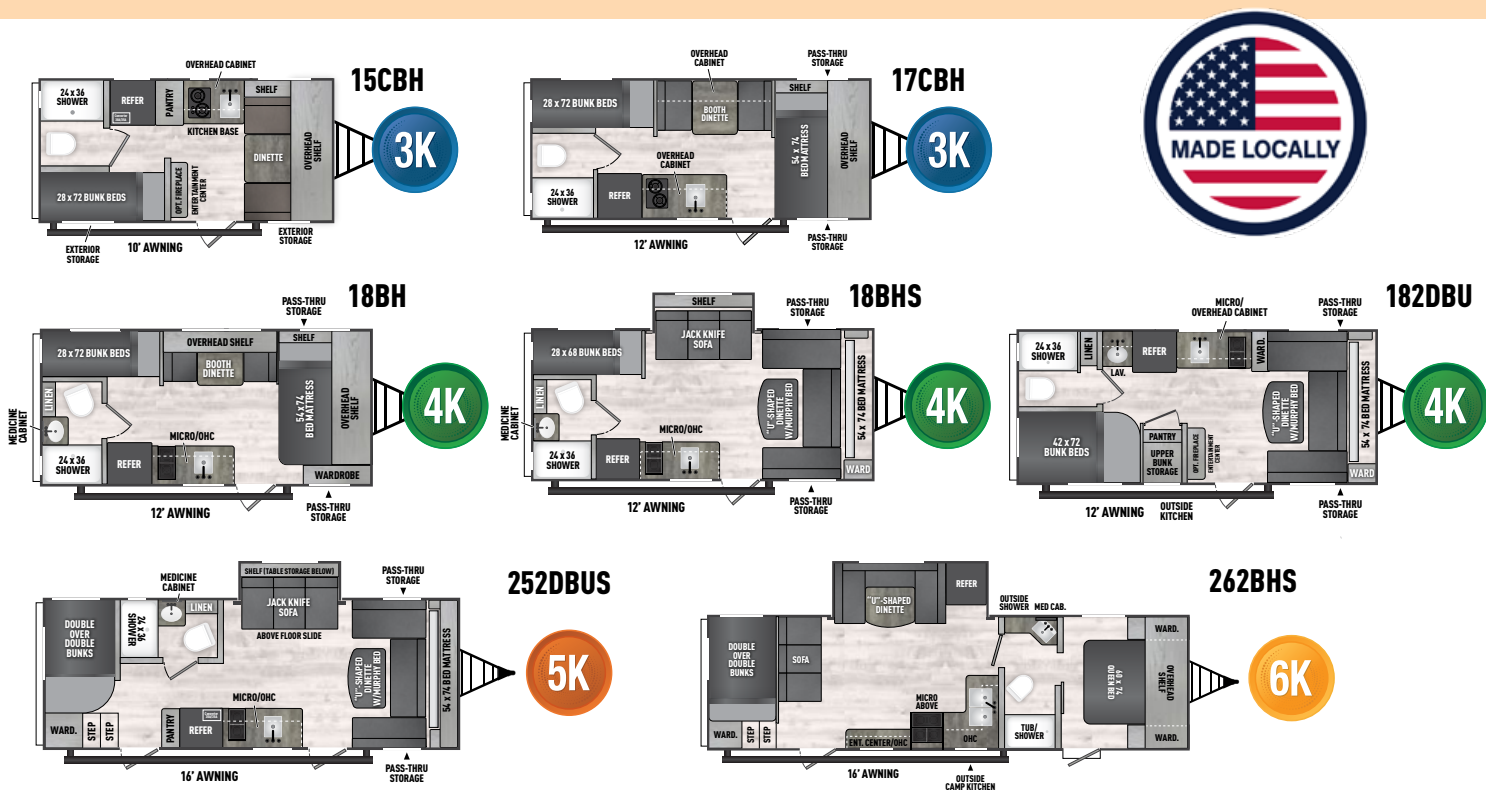 15CBH
3K
OVERHEAD CABINET
24 x 36
SHOWER
REFER
PANTRY
KITCHEN BASE
SHELF
DINETTE
OVERHEAD
SHELF
28 x 72 BUNK BEDS
OPT. FIREPLACE
ENTERTAINMENT
CENTER
EXTERIOR
STORAGE
10' AWNING
EXTERIOR
STORAGE
17CBH
3K
OVERHEAD
CABINET
PASS-THRU
STORAGE
28 x 72 BUNK BEDS
BOOTH
DINETTE
SHELF
54 x 74
BED MATTRESS
OVERHEAD
SHELF
OVERHEAD
CABINET
24 x 36
SHOWER
REFER
12' AWNING
PASS-THRU
STORAGE
MADE LOCALLY
18BH
4K
PASS-THRU
STORAGE
28 x 72 BUNK BEDS
OVERHEAD SHELF
BOOTH
DINETTE
SHELF
54 x 74
BED MATTRESS
OVERHEAD
SHELF
MEDICINE
CABINET
LINEN
MICRO/OHC
24 x 36
SHOWER
REFER
WARDROBE
12' AWNING
PASS-THRU
STORAGE
18BHS
4K
SHELF
JACK KNIFE
SOFA
PASS-THRU
STORAGE
28 x 68 BUNK BEDS
MEDICINE
CABINET
LINEN
"U"-SHAPED
DINETTE
W/MURPHY BED
54 x 74 BED MATTRESS
MICRO/OHC
24 x 36
SHOWER
REFER
WARD
12' AWNING
PASS-THRU
STORAGE
182DBU
4K
MICRO/
OVERHEAD CABINET
PASS-THRU
STORAGE
24 x 36
SHOWER
LINEN
LAV.
REFER
WARD.
"U"-SHAPED
DINETTE
W/MURPHY BED
54 x 74 BED MATTRESS
42 x 72
BUNK BEDS
PANTRY
UPPER
BUNK
STORAGE
OPT. FIREPLACE
ENTERTAINMENT
CENTER
WARD
12' AWNING
OUTSIDE
KITCHEN
PASS-THRU
STORAGE
252DBUS
5K
MEDICINE
CABINET
SHELF (TABLE STORAGE BELOW)
JACK KNIFE
SOFA
ABOVE FLOOR SLIDE
PASS-THRU
STORAGE
DOUBLE
OVER
DOUBLE
BUNKS
24 x 36
SHOWER
LINEN
"U"-SHAPED
DINETTE
W/MURPHY BED
54 x 74 BED MATTRESS
MICRO/OHC
WARD.
STEP
STEP
PANTRY
REFER
16' AWNING
PASS-THRU
STORAGE
262BHS
6K
"U"-SHAPED
DINETTE
REFER
OUTSIDE
SHOWER
MED CAB.
DOUBLE
OVER
DOUBLE
BUNKS
SOFA
WARD.
60 x 74
QUEEN BED
OVERHEAD
SHELF
MICRO
ABOVE
WARD.
STEP
STEP
ENT. CENTER/OHC
OHC
TUB/
SHOWER
WARD.
16' AWNING
OUTSIDE
CAMP KITCHEN